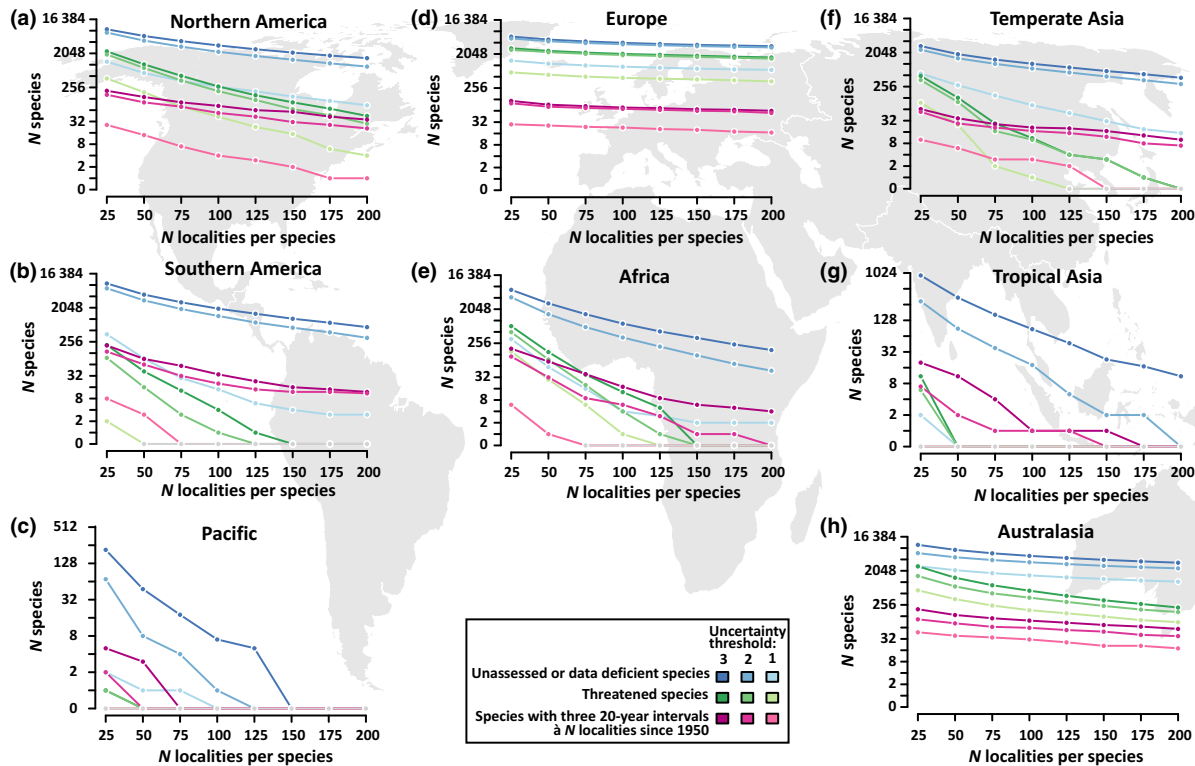 (a) Northern America
16 384
2048
256
32
8
2
0
N species
25 50 75 100 125 150 175 200
N localities per species
(d) Europe
16 384
2048
256
32
8
2
0
N species
25 50 75 100 125 150 175 200
N localities per species
(f) Temperate Asia
16 384
2048
256
32
8
2
0
N species
25 50 75 100 125 150 175 200
N localities per species
(b) Southern America
16 384
2048
256
32
8
2
0
N species
25 50 75 100 125 150 175 200
N localities per species
(e) Africa
16 384
2048
256
32
8
2
0
N species
25 50 75 100 125 150 175 200
N localities per species
(g) Tropical Asia
1024
128
32
8
2
0
N species
25 50 75 100 125 150 175 200
N localities per species
(c) Pacific
512
128
32
8
2
0
N species
25 50 75 100 125 150 175 200
N localities per species
Uncertainty
threshold:
3 2 1
Unassessed or data deficient species
Threatened species
Species with three 20-year intervals
à N localities since 1950
(h) Australasia
16 384
2048
256
32
8
2
0
N species
25 50 75 100 125 150 175 200
N localities per species